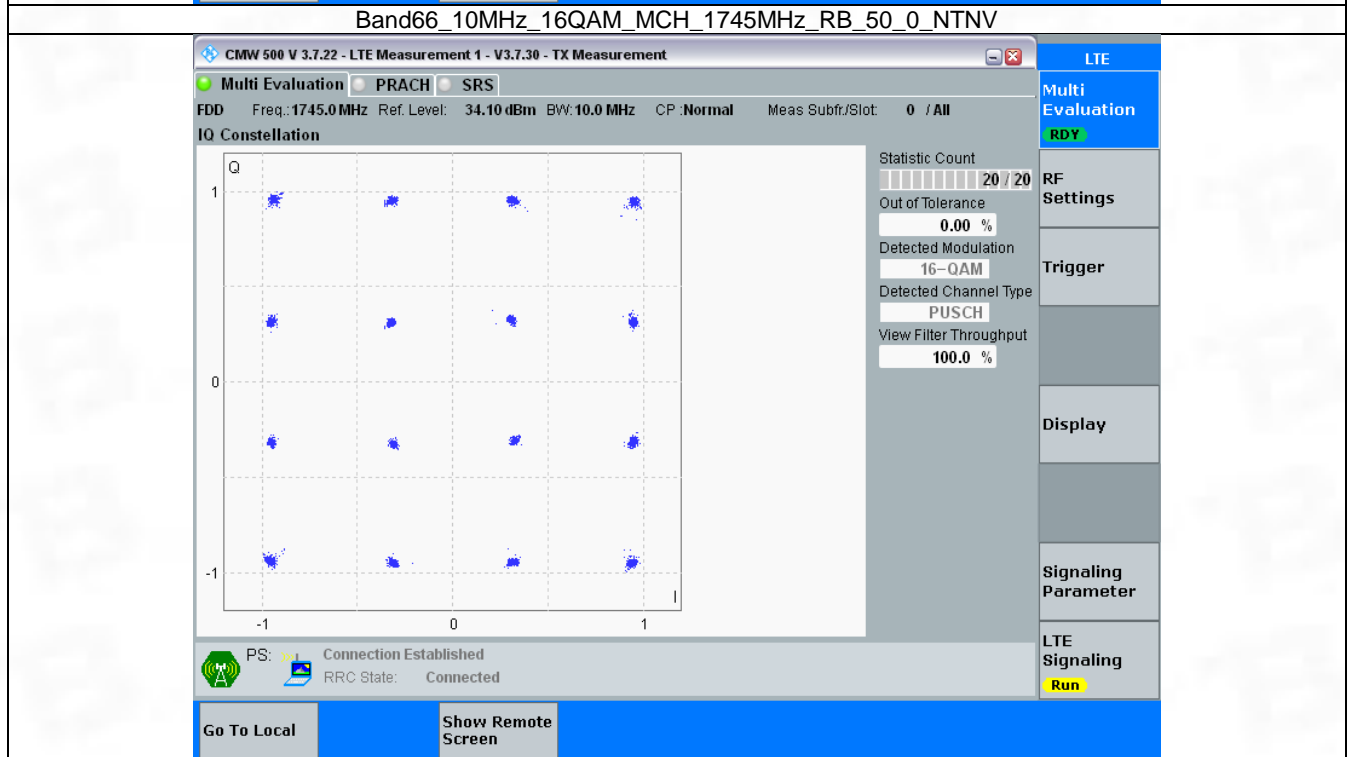 Band66_10MHz_16QAM_MCH_1745MHz_RB_50_0_NTNV
CMW 500 V 3.7.22 - LTE Measurement 1 - V3.7.30 - TX Measurement
LTE
Multi Evaluation PRACH SRS
Multi
Evaluation
RDY
FDD Freq.:1745.0 MHz Ref. Level: 34.10 dBm BW:10.0 MHz CP :Normal Meas Subfr./Slot: 0 / All
IQ Constellation
Q
1
0
-1
I
-1 0 1
Statistic Count
20 / 20
Out of Tolerance
0.00 %
Detected Modulation
16-QAM
Detected Channel Type
PUSCH
View Filter Throughput
100.0 %
RF
Settings
Trigger
Display
Signaling
Parameter
LTE
Signaling
Run
PS: Connection Established
RRC State: Connected
Go To Local
Show Remote
Screen